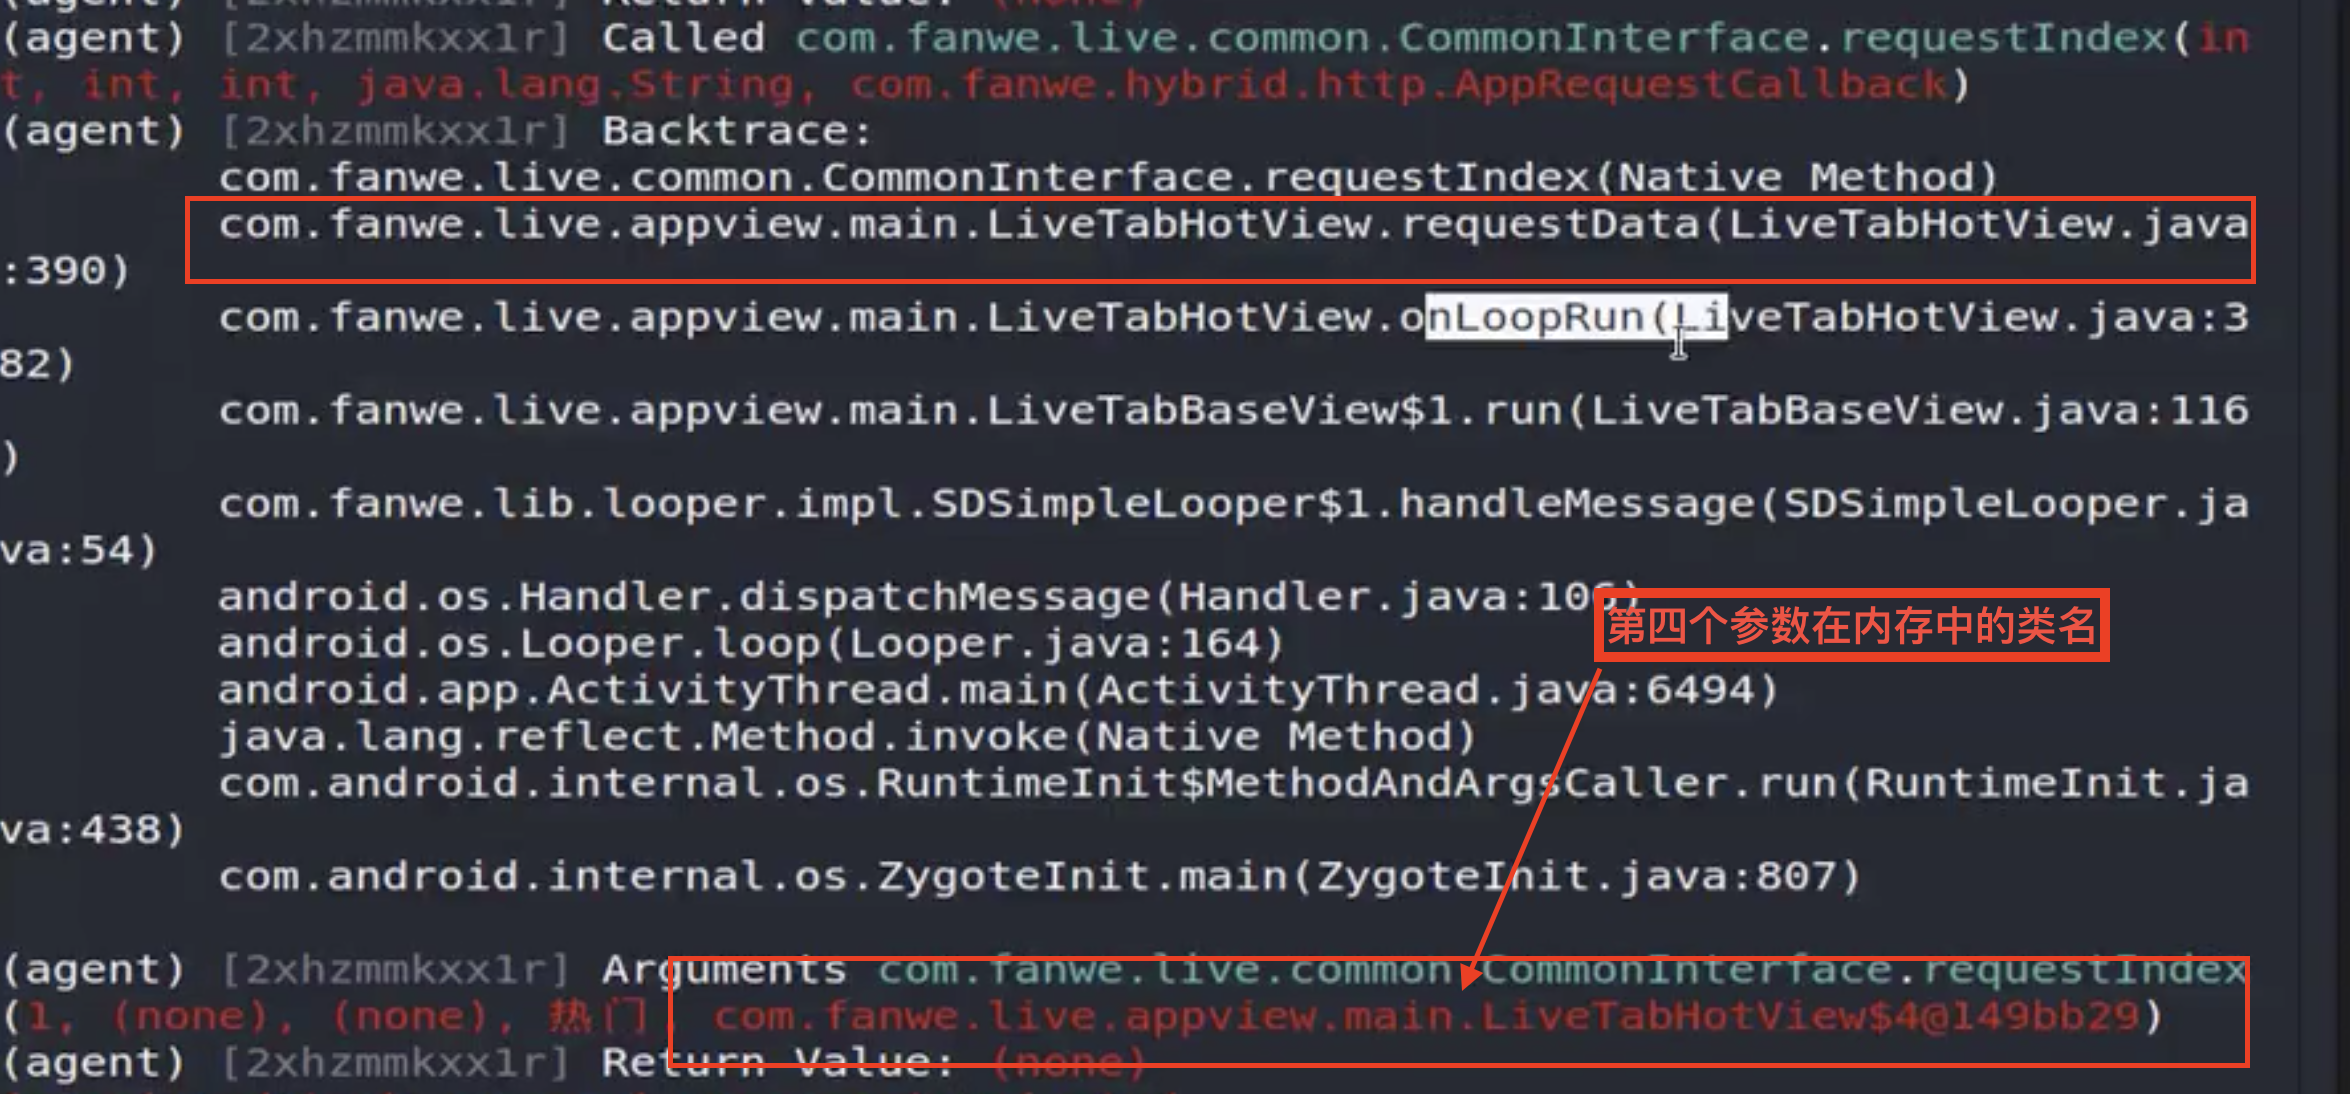 (agent) [2xhzmmkxx1r] Return Value: (none)
(agent) [2xhzmmkxx1r] Called com.fanwe.live.common.CommonInterface.requestIndex(in
t, int, int, java.lang.String, com.fanwe.hybrid.http.AppRequestCallback)
(agent) [2xhzmmkxx1r] Backtrace:
com.fanwe.live.common.CommonInterface.requestIndex(Native Method)
com.fanwe.live.appview.main.LiveTabHotView.requestData(LiveTabHotView.java
:390)
com.fanwe.live.appview.main.LiveTabHotView.onLoopRun(LiveTabHotView.java:3
82)
com.fanwe.live.appview.main.LiveTabBaseView$1.run(LiveTabBaseView.java:116
)
com.fanwe.lib.looper.impl.SDSimpleLooper$1.handleMessage(SDSimpleLooper.ja
va:54)
android.os.Handler.dispatchMessage(Handler.java:106)
第四个参数在内存中的类名
android.os.Looper.loop(Looper.java:164)
android.app.ActivityThread.main(ActivityThread.java:6494)
java.lang.reflect.Method.invoke(Native Method)
com.android.internal.os.RuntimeInit$MethodAndArgsCaller.run(RuntimeInit.ja
va:438)
com.android.internal.os.ZygoteInit.main(ZygoteInit.java:807)
(agent) [2xhzmmkxx1r] Arguments com.fanwe.live.common.CommonInterface.requestIndex
(1, (none), (none), 热门, com.fanwe.live.appview.main.LiveTabHotView$4@149bb29)
(agent) [2xhzmmkxx1r] Return Value: (none)